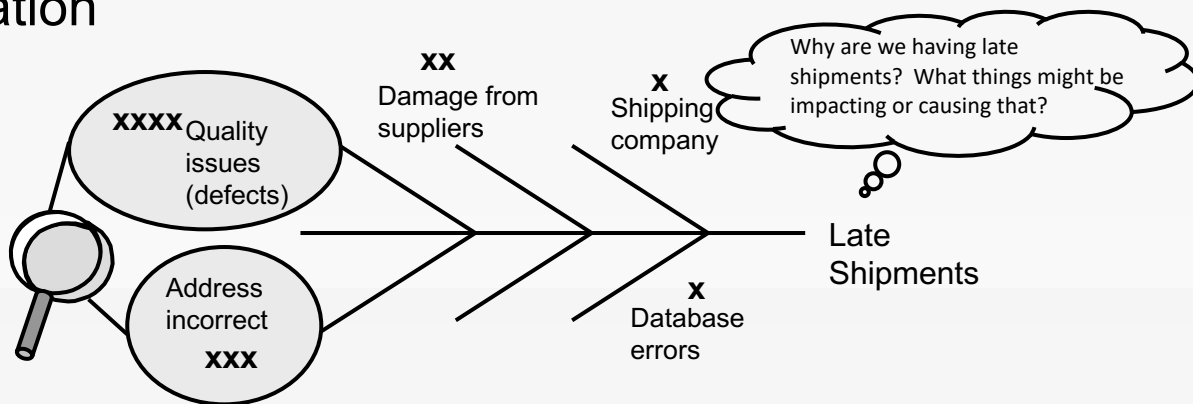 xx
Damage from
suppliers
x
Shipping
company
Why are we having late
shipments?  What things might be
impacting or causing that?
xxxx Quality
issues
(defects)
Late
Shipments
Address
incorrect
xxx
x
Database
errors